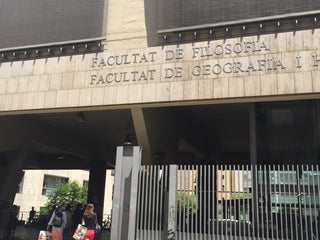 FACULTAT DE FILOSOFIA
FACULTAT DE GEOGRAFIA I H